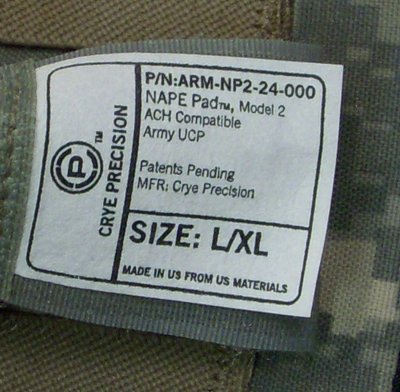 P/N:ARM-NP2-24-000
NAPE Pad™, Model 2
ACH Compatible
Army UCP
Patents Pending
MFR: Crye Precision
P™
CRYE PRECISION
SIZE: L/XL
MADE IN US FROM US MATERIALS